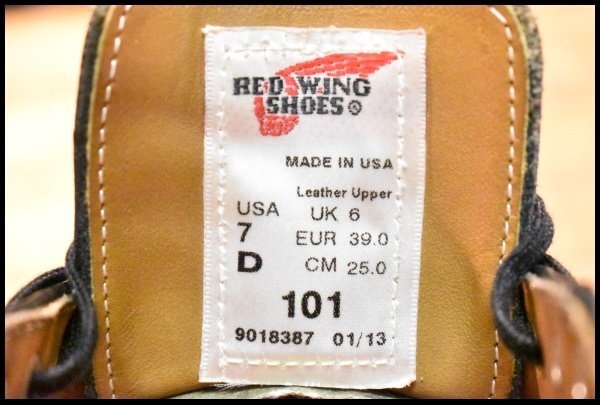 RED WING
SHOES®
MADE IN USA
Leather Upper
USA UK 6
7 EUR 39.0
D CM 25.0
101
9018387 01/13